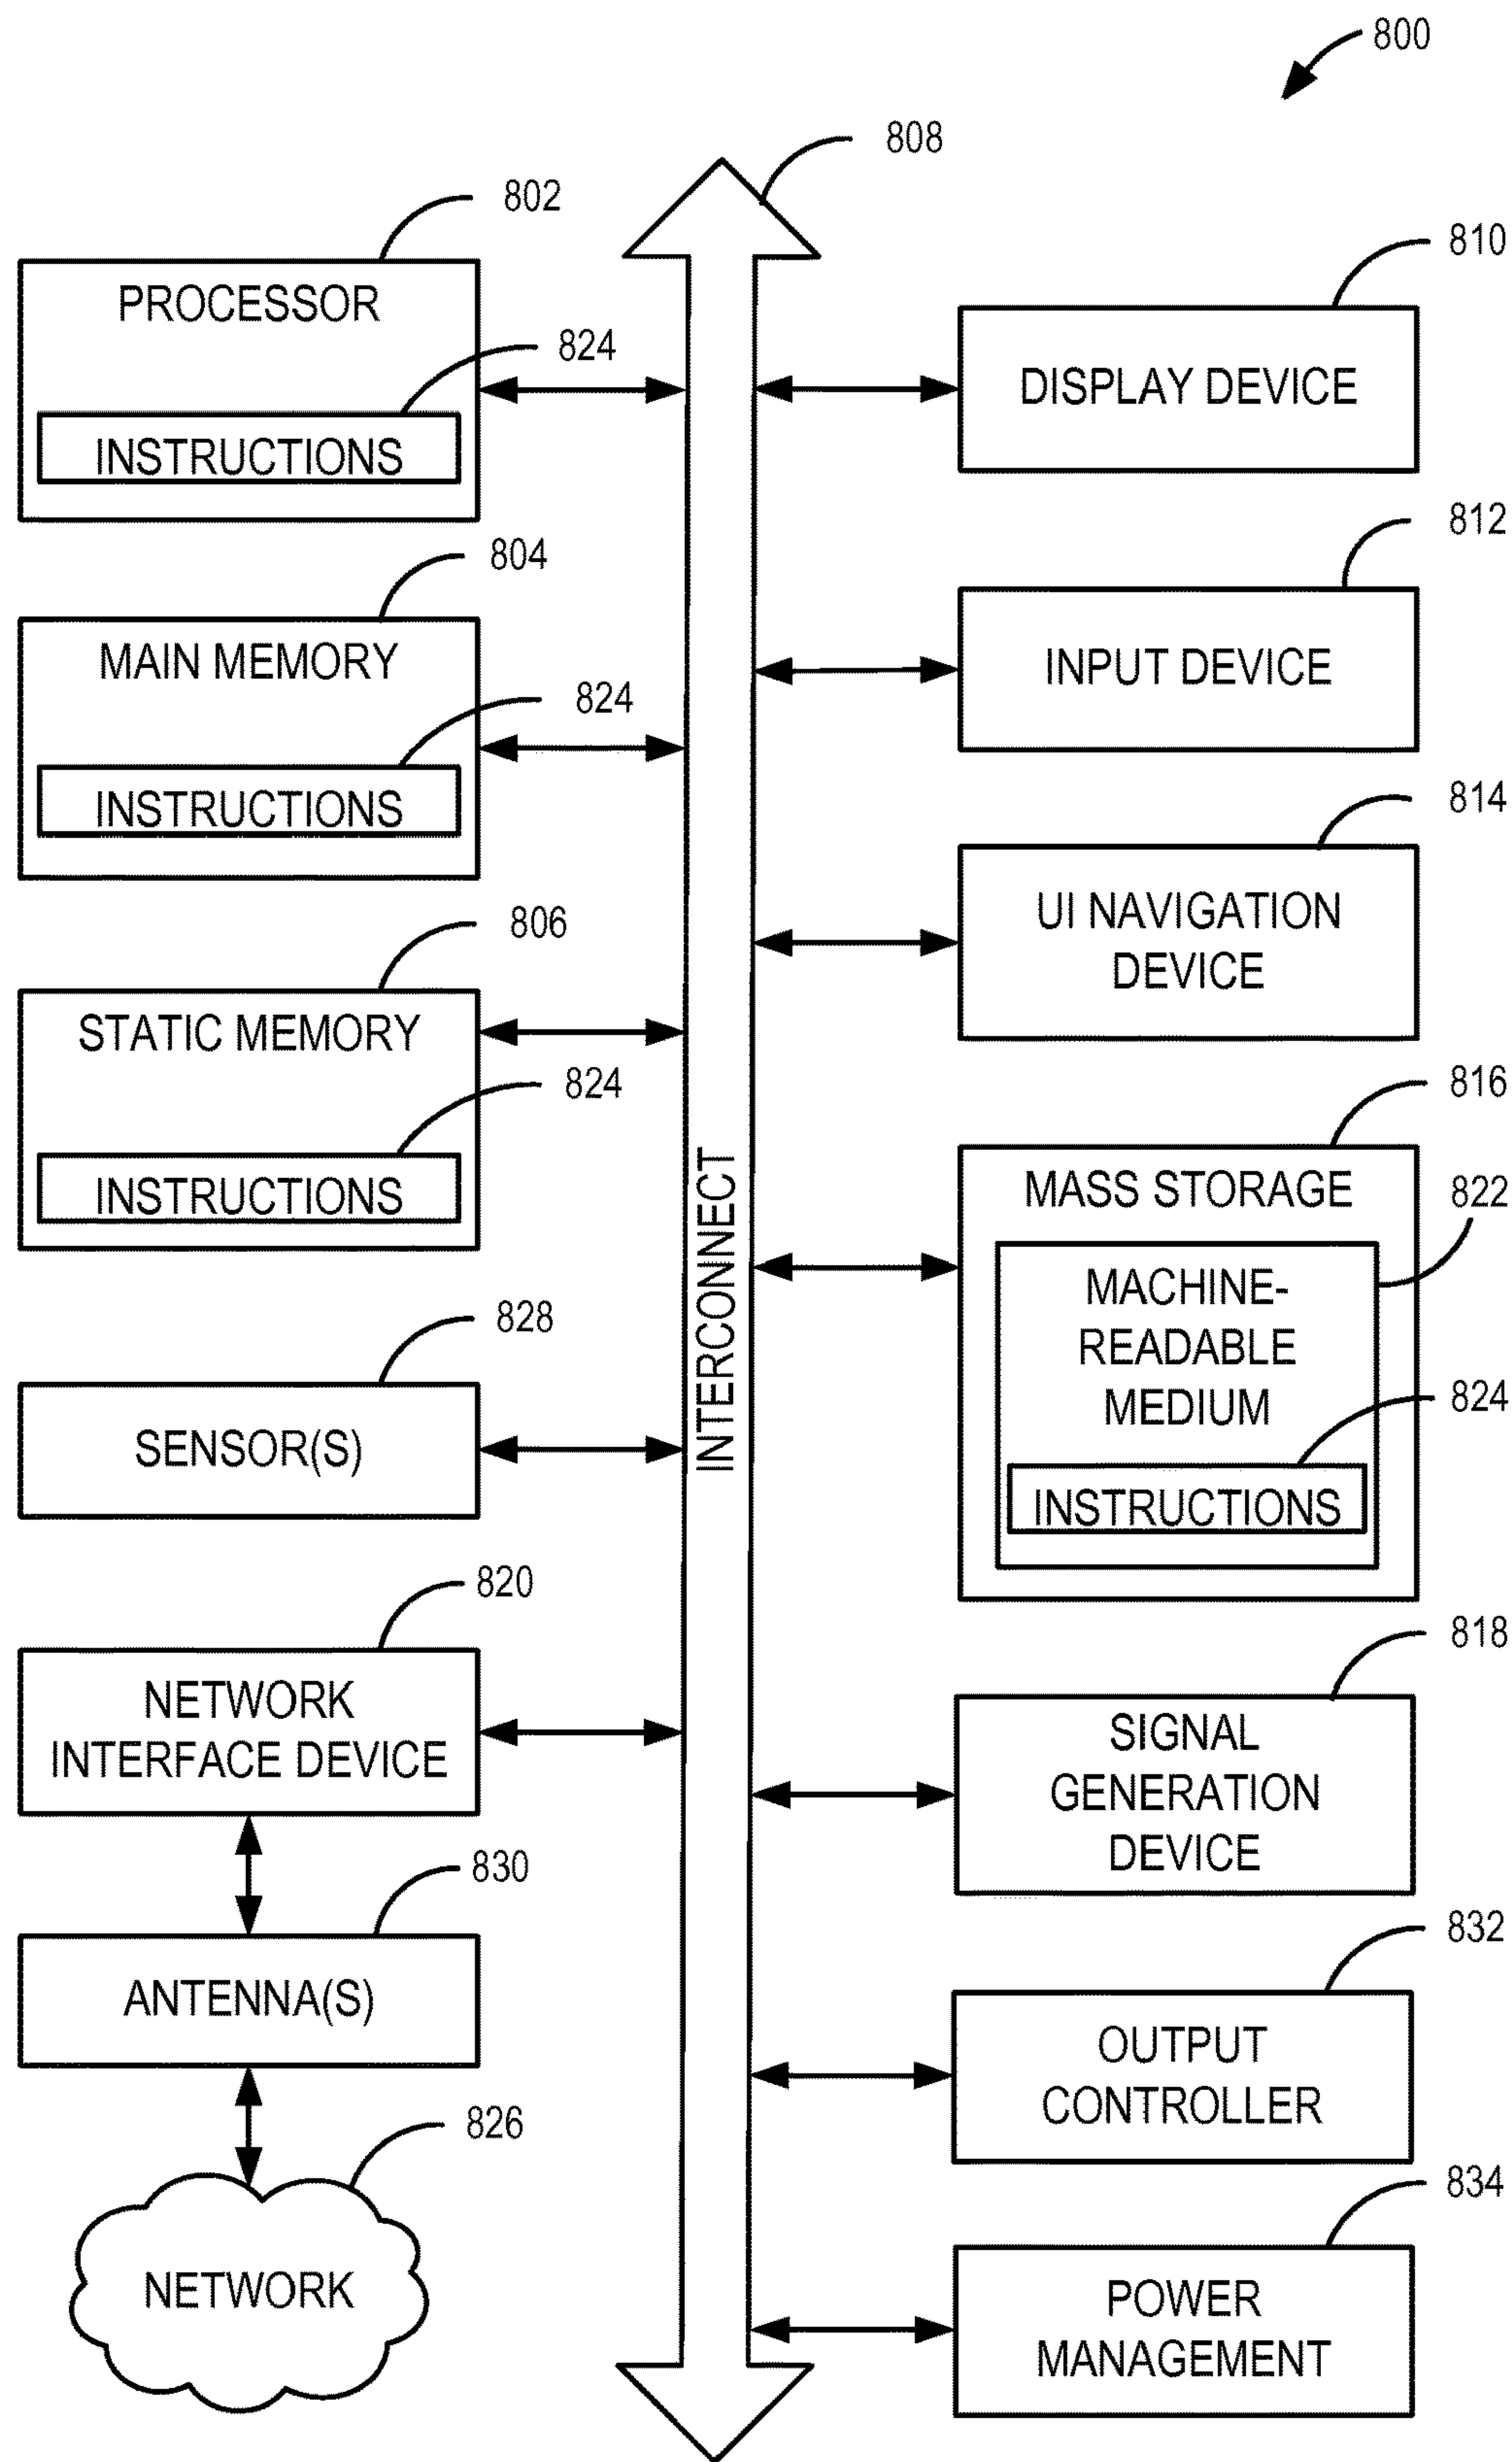 800
808
802
PROCESSOR
824
INSTRUCTIONS
804
MAIN MEMORY
824
INSTRUCTIONS
806
STATIC MEMORY
824
INSTRUCTIONS
828
SENSOR(S)
820
NETWORK
INTERFACE DEVICE
830
ANTENNA(S)
826
NETWORK
INTERCONNECT
810
DISPLAY DEVICE
812
INPUT DEVICE
814
UI NAVIGATION
DEVICE
816
MASS STORAGE
822
MACHINE-
READABLE
MEDIUM
824
INSTRUCTIONS
818
SIGNAL
GENERATION
DEVICE
832
OUTPUT
CONTROLLER
834
POWER
MANAGEMENT